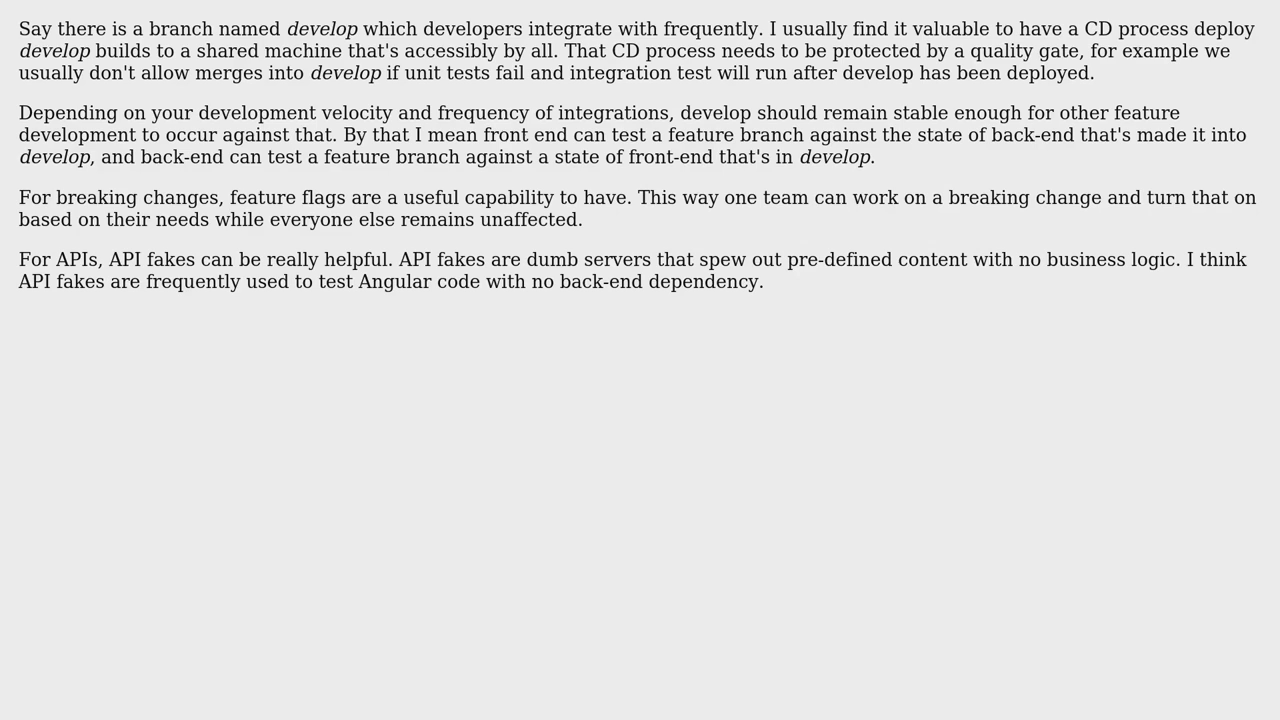 Say there is a branch named develop which developers integrate with frequently. I usually find it valuable to have a CD process deploy
develop builds to a shared machine that's accessibly by all. That CD process needs to be protected by a quality gate, for example we
usually don't allow merges into develop if unit tests fail and integration test will run after develop has been deployed.
Depending on your development velocity and frequency of integrations, develop should remain stable enough for other feature
development to occur against that. By that I mean front end can test a feature branch against the state of back-end that's made it into
develop, and back-end can test a feature branch against a state of front-end that's in develop.
For breaking changes, feature flags are a useful capability to have. This way one team can work on a breaking change and turn that on
based on their needs while everyone else remains unaffected.
For APIs, API fakes can be really helpful. API fakes are dumb servers that spew out pre-defined content with no business logic. I think
API fakes are frequently used to test Angular code with no back-end dependency.